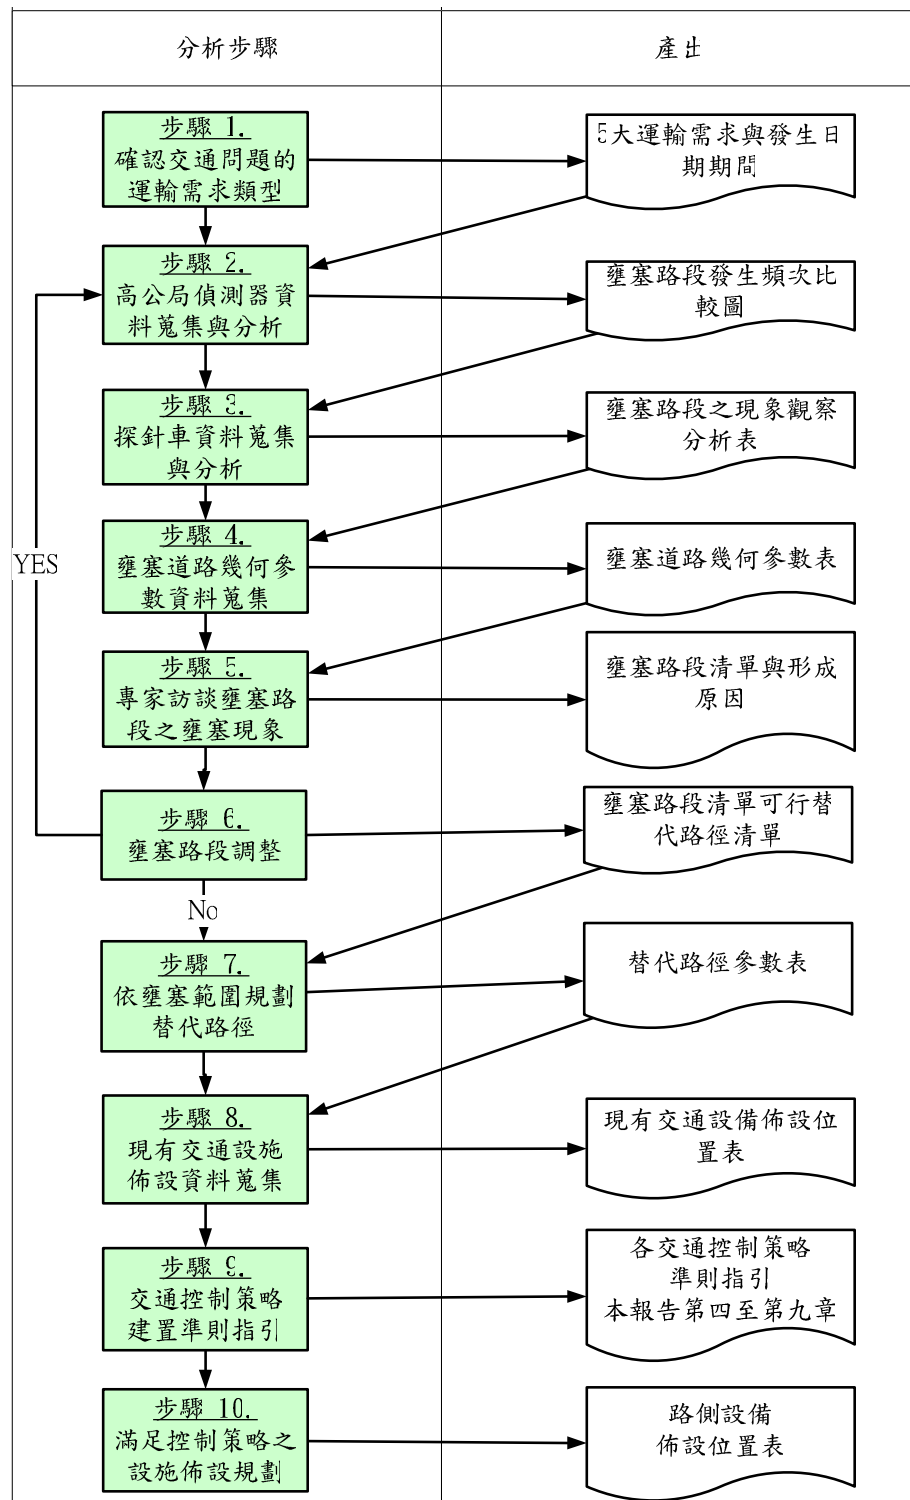 分析步驟
產出
步驟 1.
確認交通問題的
運輸需求類型
5大運輸需求與發生日
期期間
步驟 2.
高公局偵測器資
料蒐集與分析
壅塞路段發生頻次比
較圖
步驟 3.
探針車資料蒐集
與分析
壅塞路段之現象觀察
分析表
步驟 4.
壅塞道路幾何參
數資料蒐集
壅塞道路幾何參數表
YES
步驟 5.
專家訪談壅塞路
段之壅塞現象
壅塞路段清單與形成
原因
步驟 6.
壅塞路段調整
壅塞路段清單可行替
代路徑清單
No
步驟 7.
依壅塞範圍規劃
替代路徑
替代路徑參數表
步驟 8.
現有交通設施
佈設資料蒐集
現有交通設備佈設位
置表
步驟 9.
交通控制策略
建置準則指引
各交通控制策略
準則指引
本報告第四至第九章
步驟 10.
滿足控制策略之
設施佈設規劃
路側設備
佈設位置表